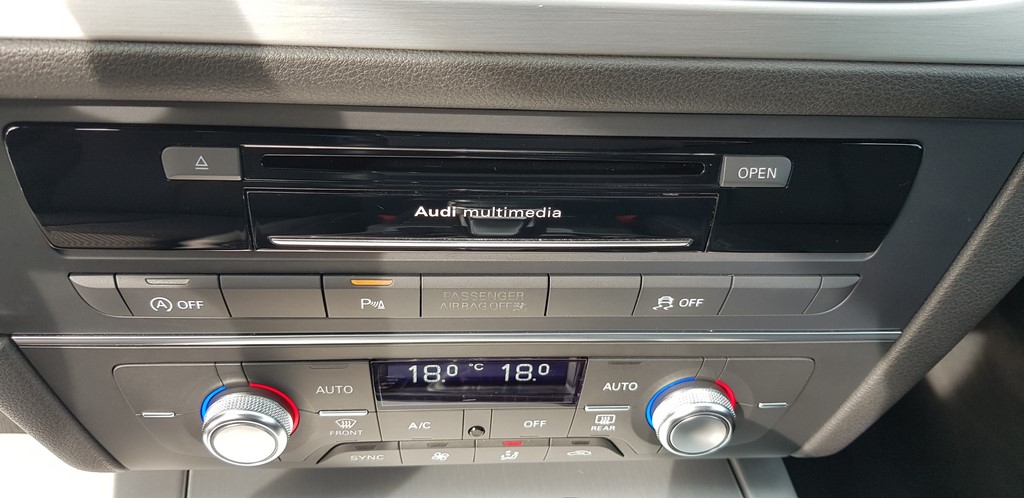 OPEN
Audi multimedia
A OFF
P
PASSENGER
AIRBAG OFF
OFF
AUTO
18.0 °C 18.0
AUTO
FRONT
A/C
OFF
REAR
SYNC